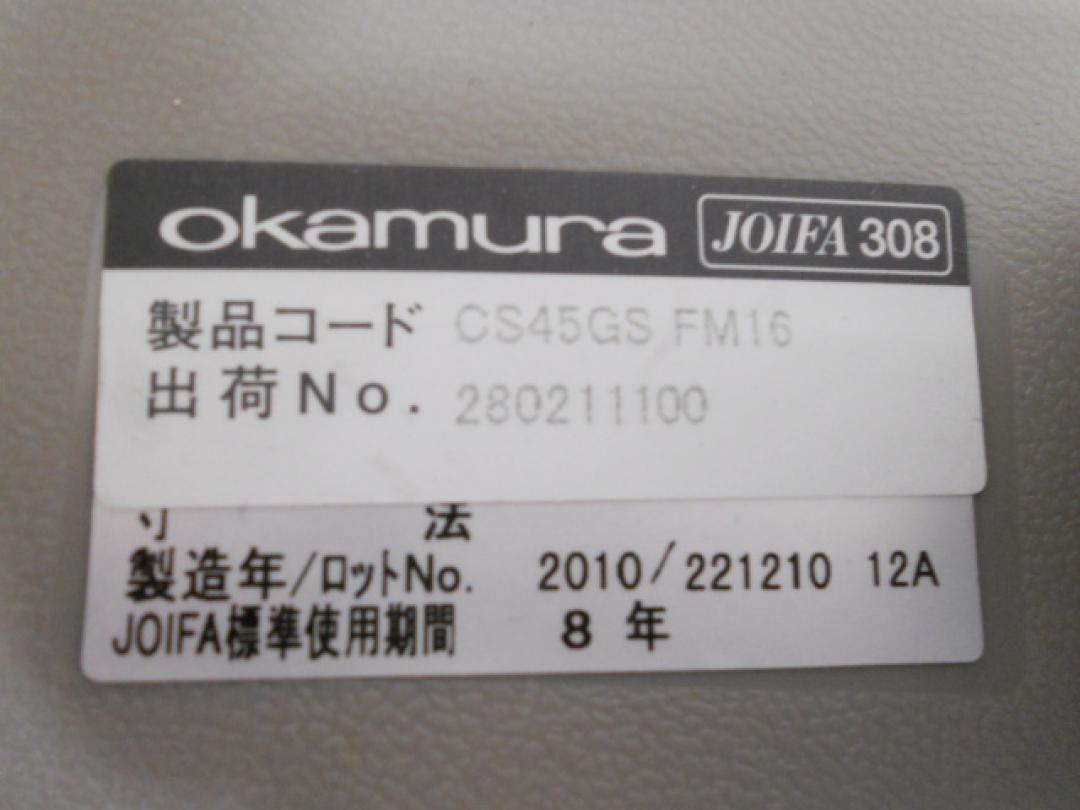 okamura JOIFA 308
製品コード CS45GS FM16
出荷No. 280211100
寸 法
製造年/ロットNo. 2010/221210 12A
JOIFA標準使用期間 8年